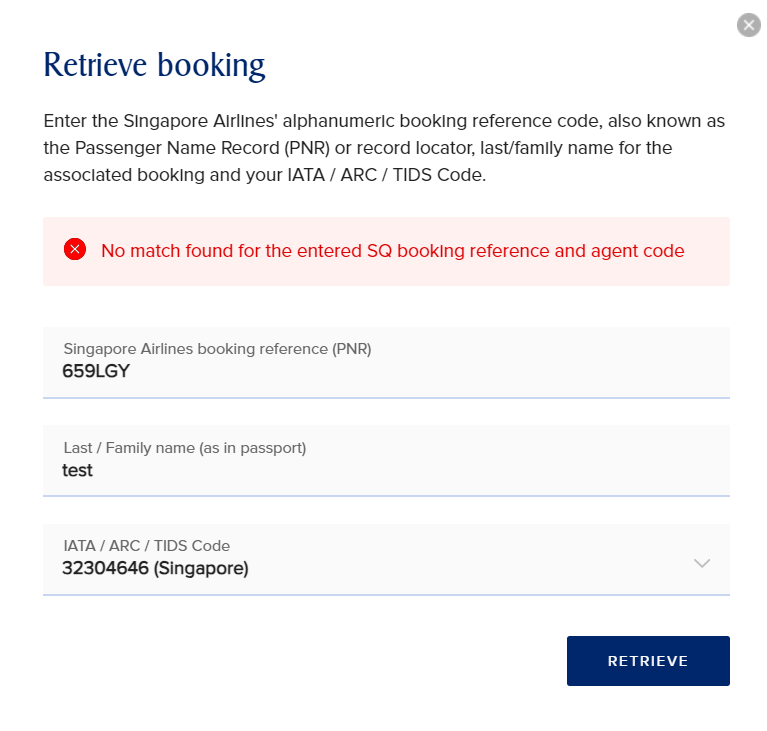 Retrieve booking
Enter the Singapore Airlines' alphanumeric booking reference code, also known as
the Passenger Name Record (PNR) or record locator, last/family name for the
associated booking and your IATA / ARC / TIDS Code.
No match found for the entered SQ booking reference and agent code
Singapore Airlines booking reference (PNR)
659LGY
Last / Family name (as in passport)
test
IATA / ARC / TIDS Code
32304646 (Singapore)
RETRIEVE